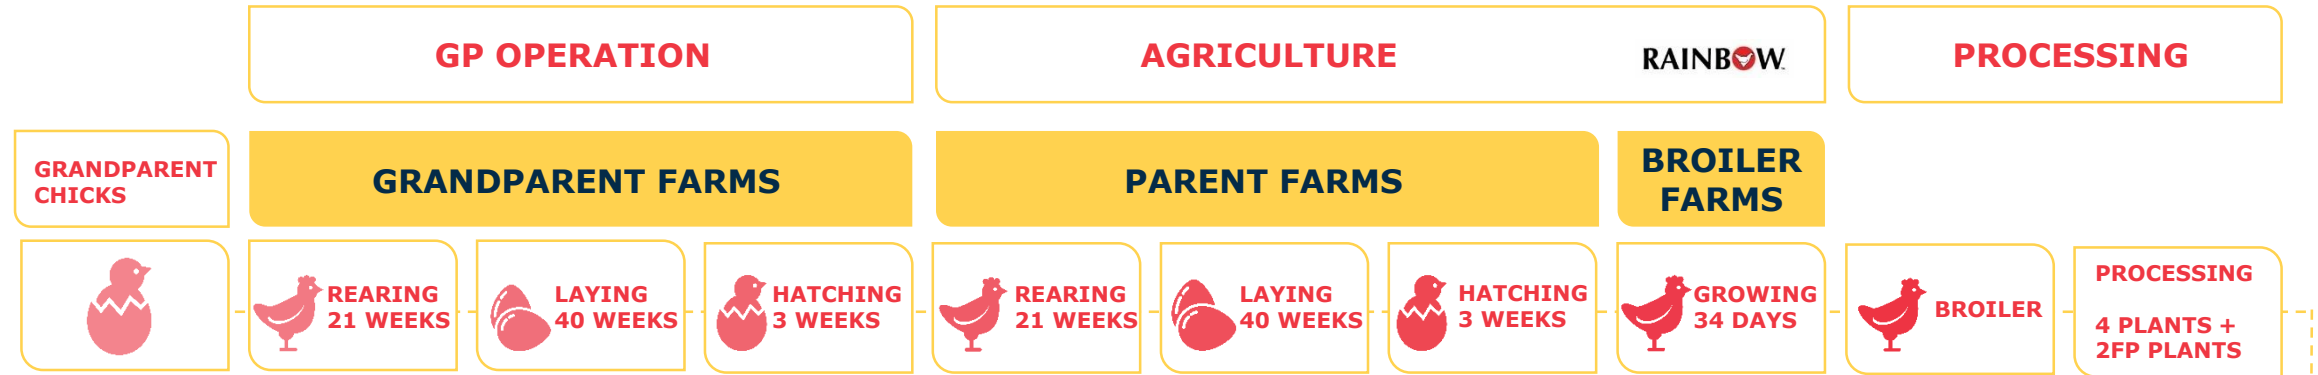 GP OPERATION
AGRICULTURE
RAINBOW
PROCESSING
GRANDPARENT
CHICKS
GRANDPARENT FARMS
PARENT FARMS
BROILER
FARMS
REARING
21 WEEKS
LAYING
40 WEEKS
HATCHING
3 WEEKS
REARING
21 WEEKS
LAYING
40 WEEKS
HATCHING
3 WEEKS
GROWING
34 DAYS
BROILER
PROCESSING
4 PLANTS +
2FP PLANTS